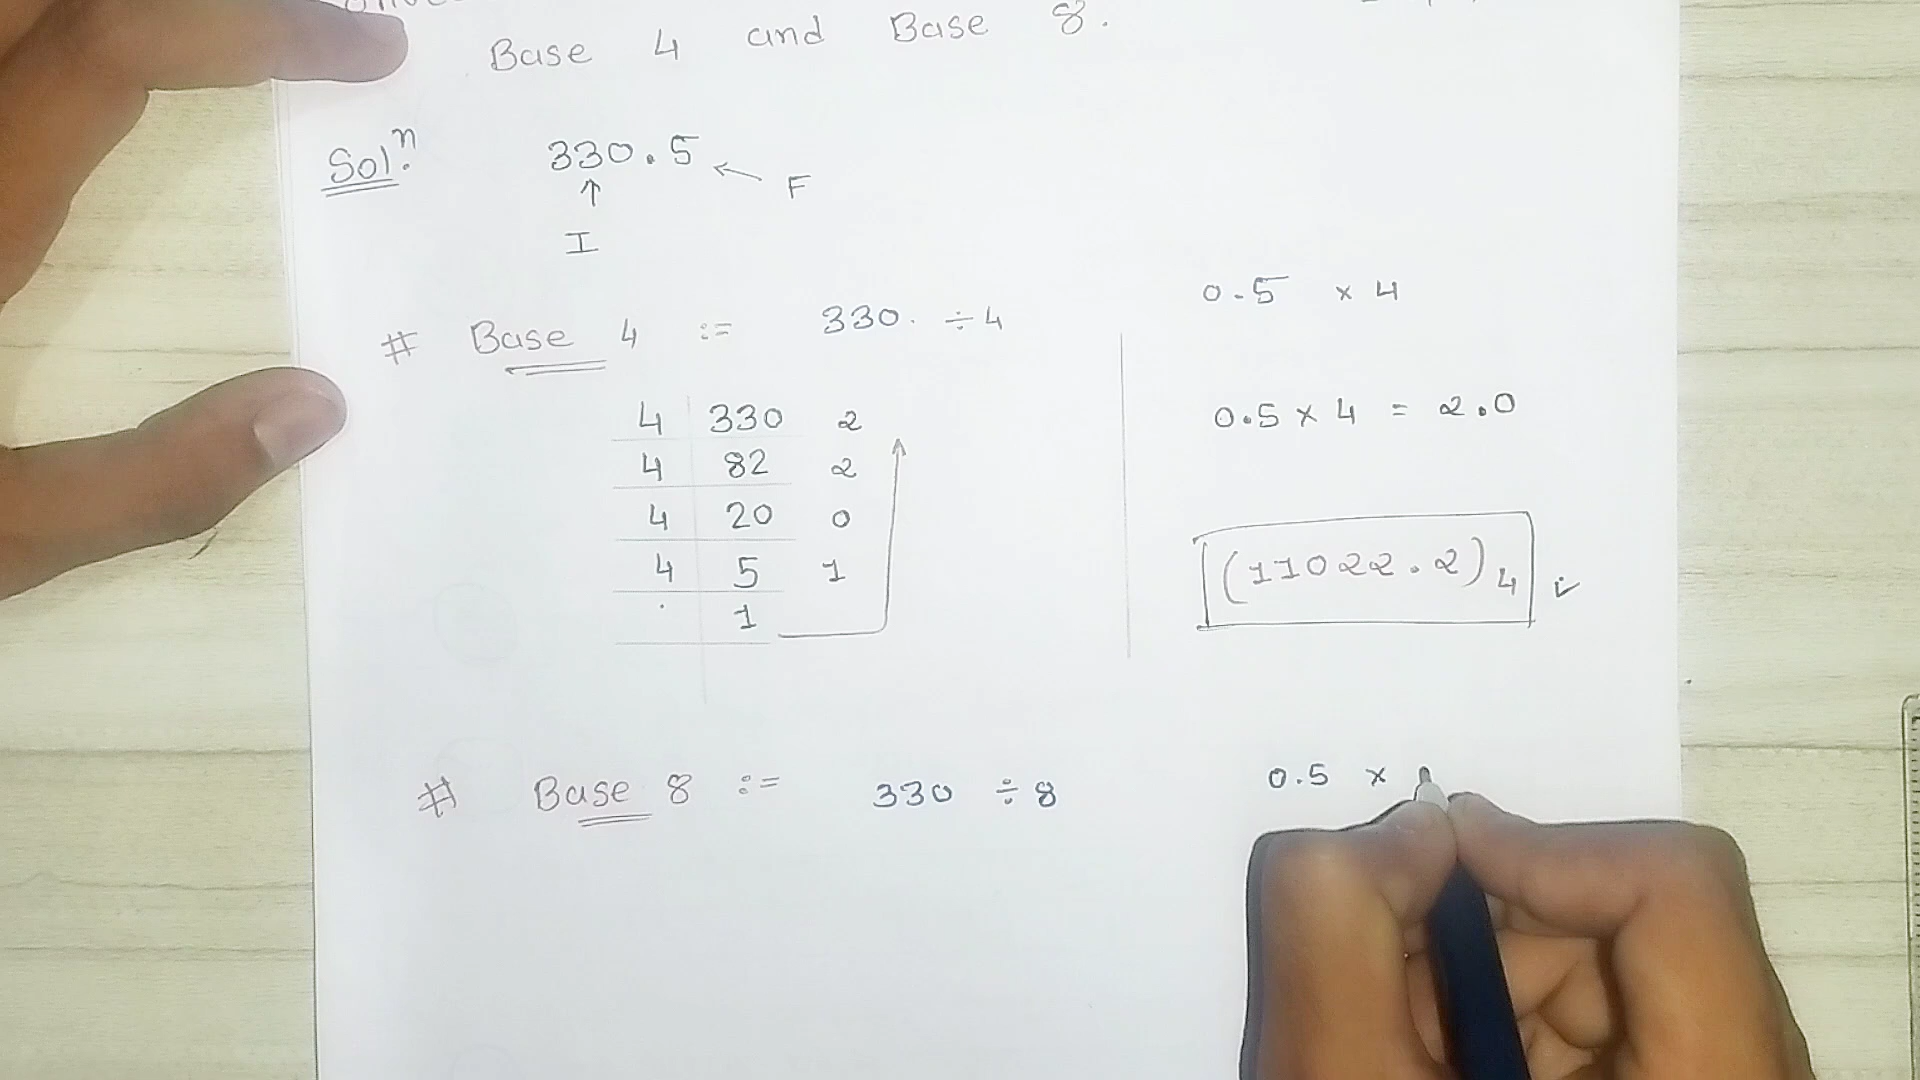 Base 4 and Base 8.
Solⁿ. 330.5 ← F
↑
I
# Base 4 := 330. ÷ 4
4 330 2
4 82 2
4 20 0
4 5 1
1
0.5 × 4
0.5 × 4 = 2.0
(11022.2)₄ ✓
# Base 8 := 330 ÷ 8
0.5 ×